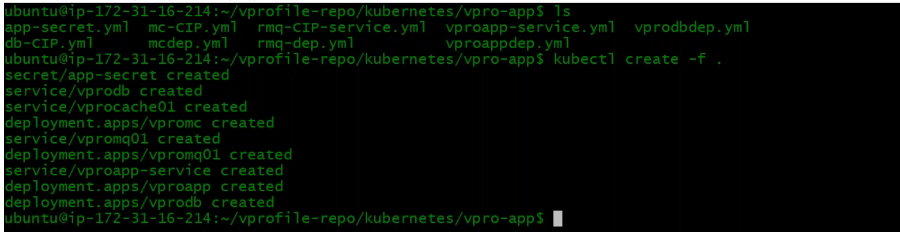 ubuntu@ip-172-31-16-214:~/vprofile-repo/kubernetes/vpro-app$ ls
app-secret.yml  mc-CIP.yml  rmq-CIP-service.yml  vproapp-service.yml  vprodbdep.yml
db-CIP.yml      mcdep.yml   rmq-dep.yml          vproappdep.yml
ubuntu@ip-172-31-16-214:~/vprofile-repo/kubernetes/vpro-app$ kubectl create -f .
secret/app-secret created
service/vprodb created
service/vprocache01 created
deployment.apps/vpromc created
service/vpromq01 created
deployment.apps/vpromq01 created
service/vproapp-service created
deployment.apps/vproapp created
deployment.apps/vprodb created
ubuntu@ip-172-31-16-214:~/vprofile-repo/kubernetes/vpro-app$